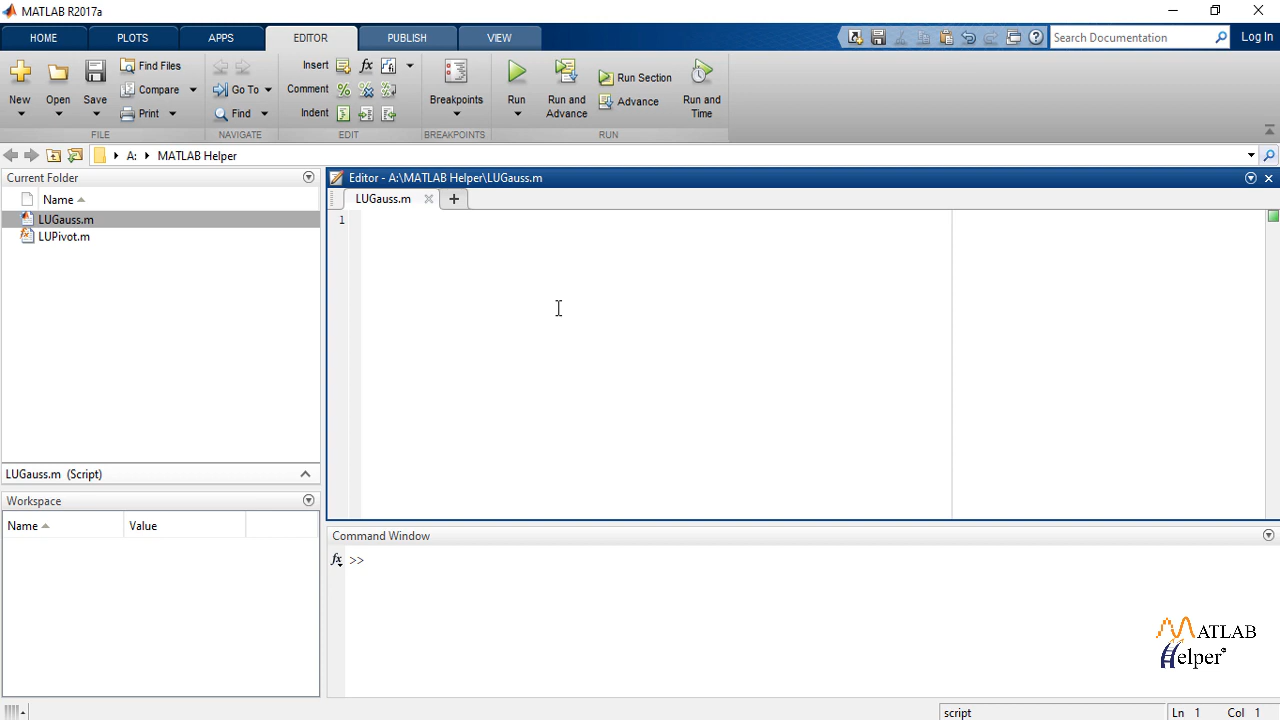 MATLAB R2017a
HOME PLOTS APPS EDITOR PUBLISH VIEW Search Documentation Log In
New Open Save Find Files Compare Print
Go To Find
Insert fx
Comment %
Indent
Breakpoints
Run Run and Advance Run Section Advance Run and Time
FILE NAVIGATE EDIT BREAKPOINTS RUN
A: MATLAB Helper
Current Folder
Name
LUGauss.m
LUPivot.m
LUGauss.m (Script)
Workspace
Name Value
Editor - A:\MATLAB Helper\LUGauss.m
LUGauss.m +
1
Command Window
fx >>
MATLAB
Helper®
script Ln 1 Col 1